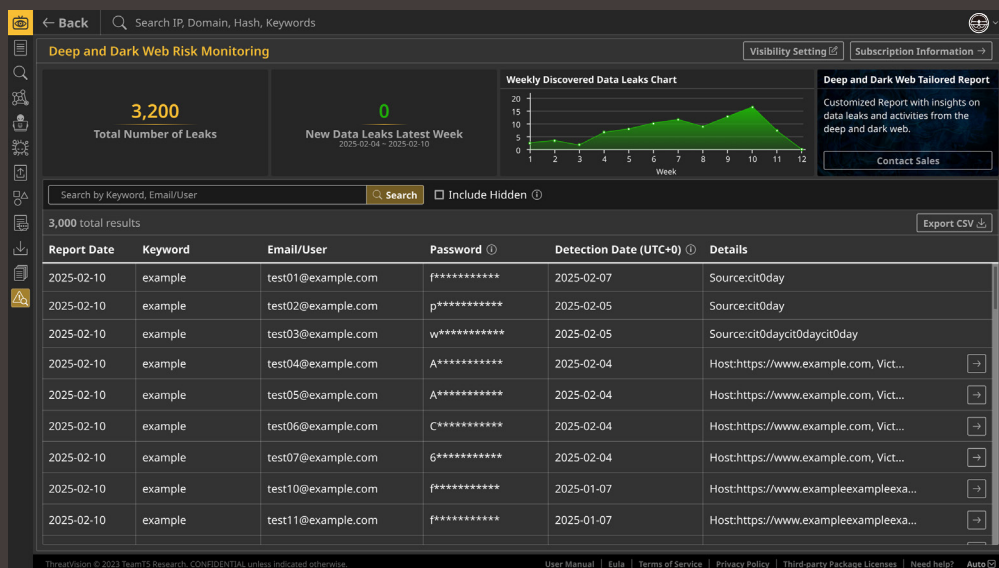 ← Back Search IP, Domain, Hash, Keywords
Deep and Dark Web Risk Monitoring Visibility Setting Subscription Information →
3,200
Total Number of Leaks
0
New Data Leaks Latest Week
2025-02-04 ~ 2025-02-10
Weekly Discovered Data Leaks Chart
20
15
10
5
0
1 2 3 4 5 6 7 8 9 10 11 12
Week
Deep and Dark Web Tailored Report
Customized Report with insights on
data leaks and activities from the
deep and dark web.
Contact Sales
Search by Keyword, Email/User Search Include Hidden
3,000 total results Export CSV
Report Date Keyword Email/User Password Detection Date (UTC+0) Details
2025-02-10 example test01@example.com f*********** 2025-02-07 Source:cit0day
2025-02-10 example test02@example.com p*********** 2025-02-05 Source:cit0day
2025-02-10 example test03@example.com w*********** 2025-02-05 Source:cit0daycit0daycit0day
2025-02-10 example test04@example.com A*********** 2025-02-04 Host:https://www.example.com, Vict... →
2025-02-10 example test05@example.com A*********** 2025-02-04 Host:https://www.example.com, Vict... →
2025-02-10 example test06@example.com C*********** 2025-02-04 Host:https://www.example.com, Vict... →
2025-02-10 example test07@example.com 6*********** 2025-02-04 Host:https://www.example.com, Vict... →
2025-02-10 example test10@example.com f*********** 2025-01-07 Host:https://www.exampleexampleexa... →
2025-02-10 example test11@example.com f*********** 2025-01-07 Host:https://www.exampleexampleexa... →
ThreatVision © 2023 TeamT5 Research. CONFIDENTIAL unless indicated otherwise. User Manual | Eula | Terms of Service | Privacy Policy | Third-party Package Licenses | Need help? Auto